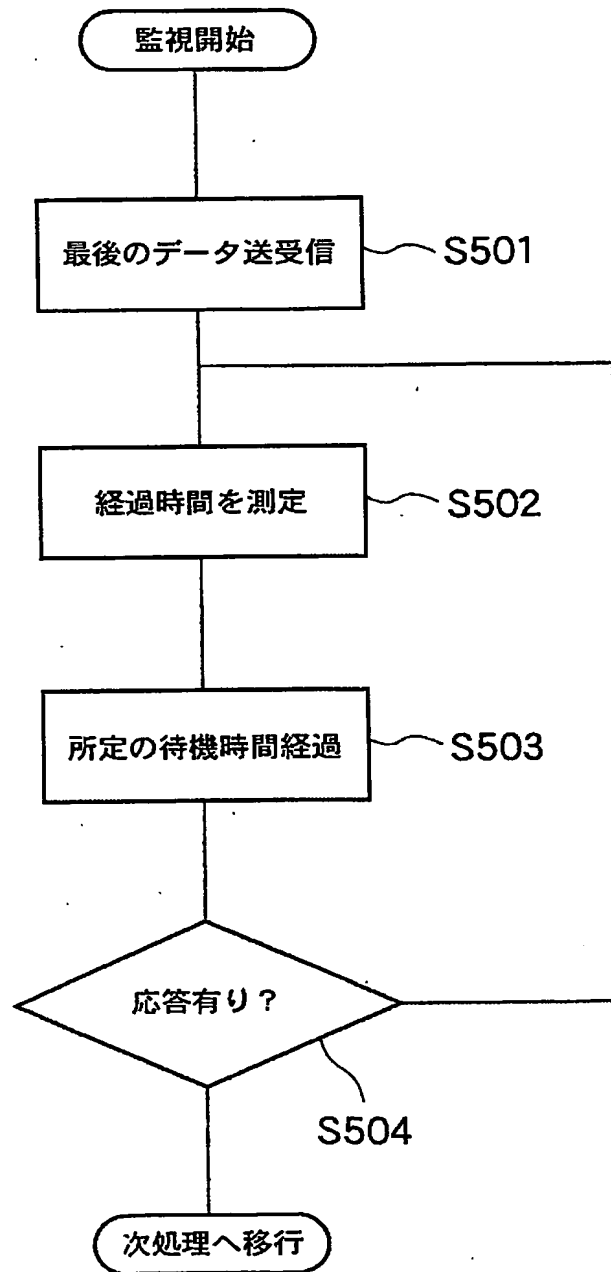 監視開始
最後のデータ送受信
S501
経過時間を測定
S502
所定の待機時間経過
S503
応答有り？
S504
次処理へ移行